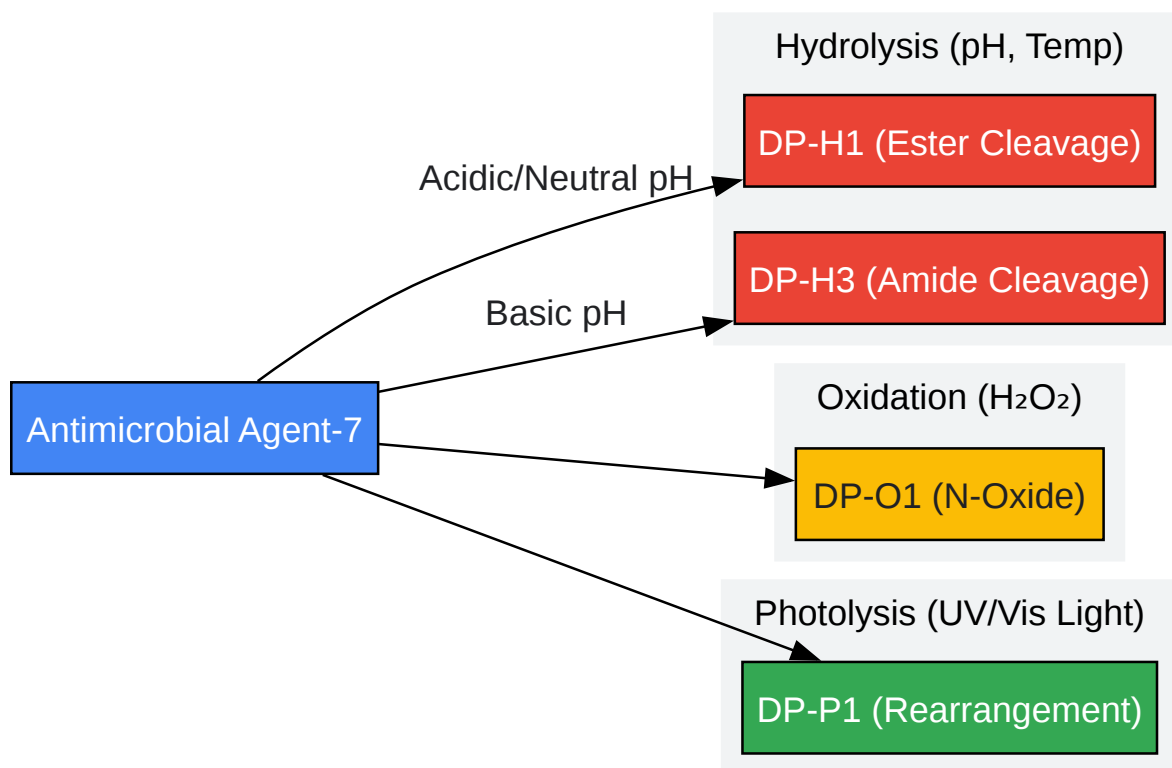 Hydrolysis (pH, Temp)
DP-H1 (Ester Cleavage)
Acidic/Neutral pH
DP-H3 (Amide Cleavage)
Basic pH
Antimicrobial Agent-7
Oxidation (H₂O₂)
DP-O1 (N-Oxide)
Photolysis (UV/Vis Light)
DP-P1 (Rearrangement)